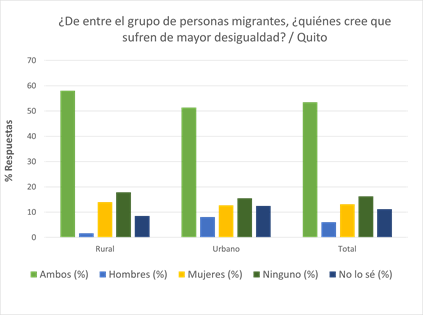 ¿De entre el grupo de personas migrantes, ¿quiénes cree que
sufren de mayor desigualdad? / Quito
% Respuestas
70
60
50
40
30
20
10
0
Rural
Urbano
Total
Ambos (%)
Hombres (%)
Mujeres (%)
Ninguno (%)
No lo sé (%)